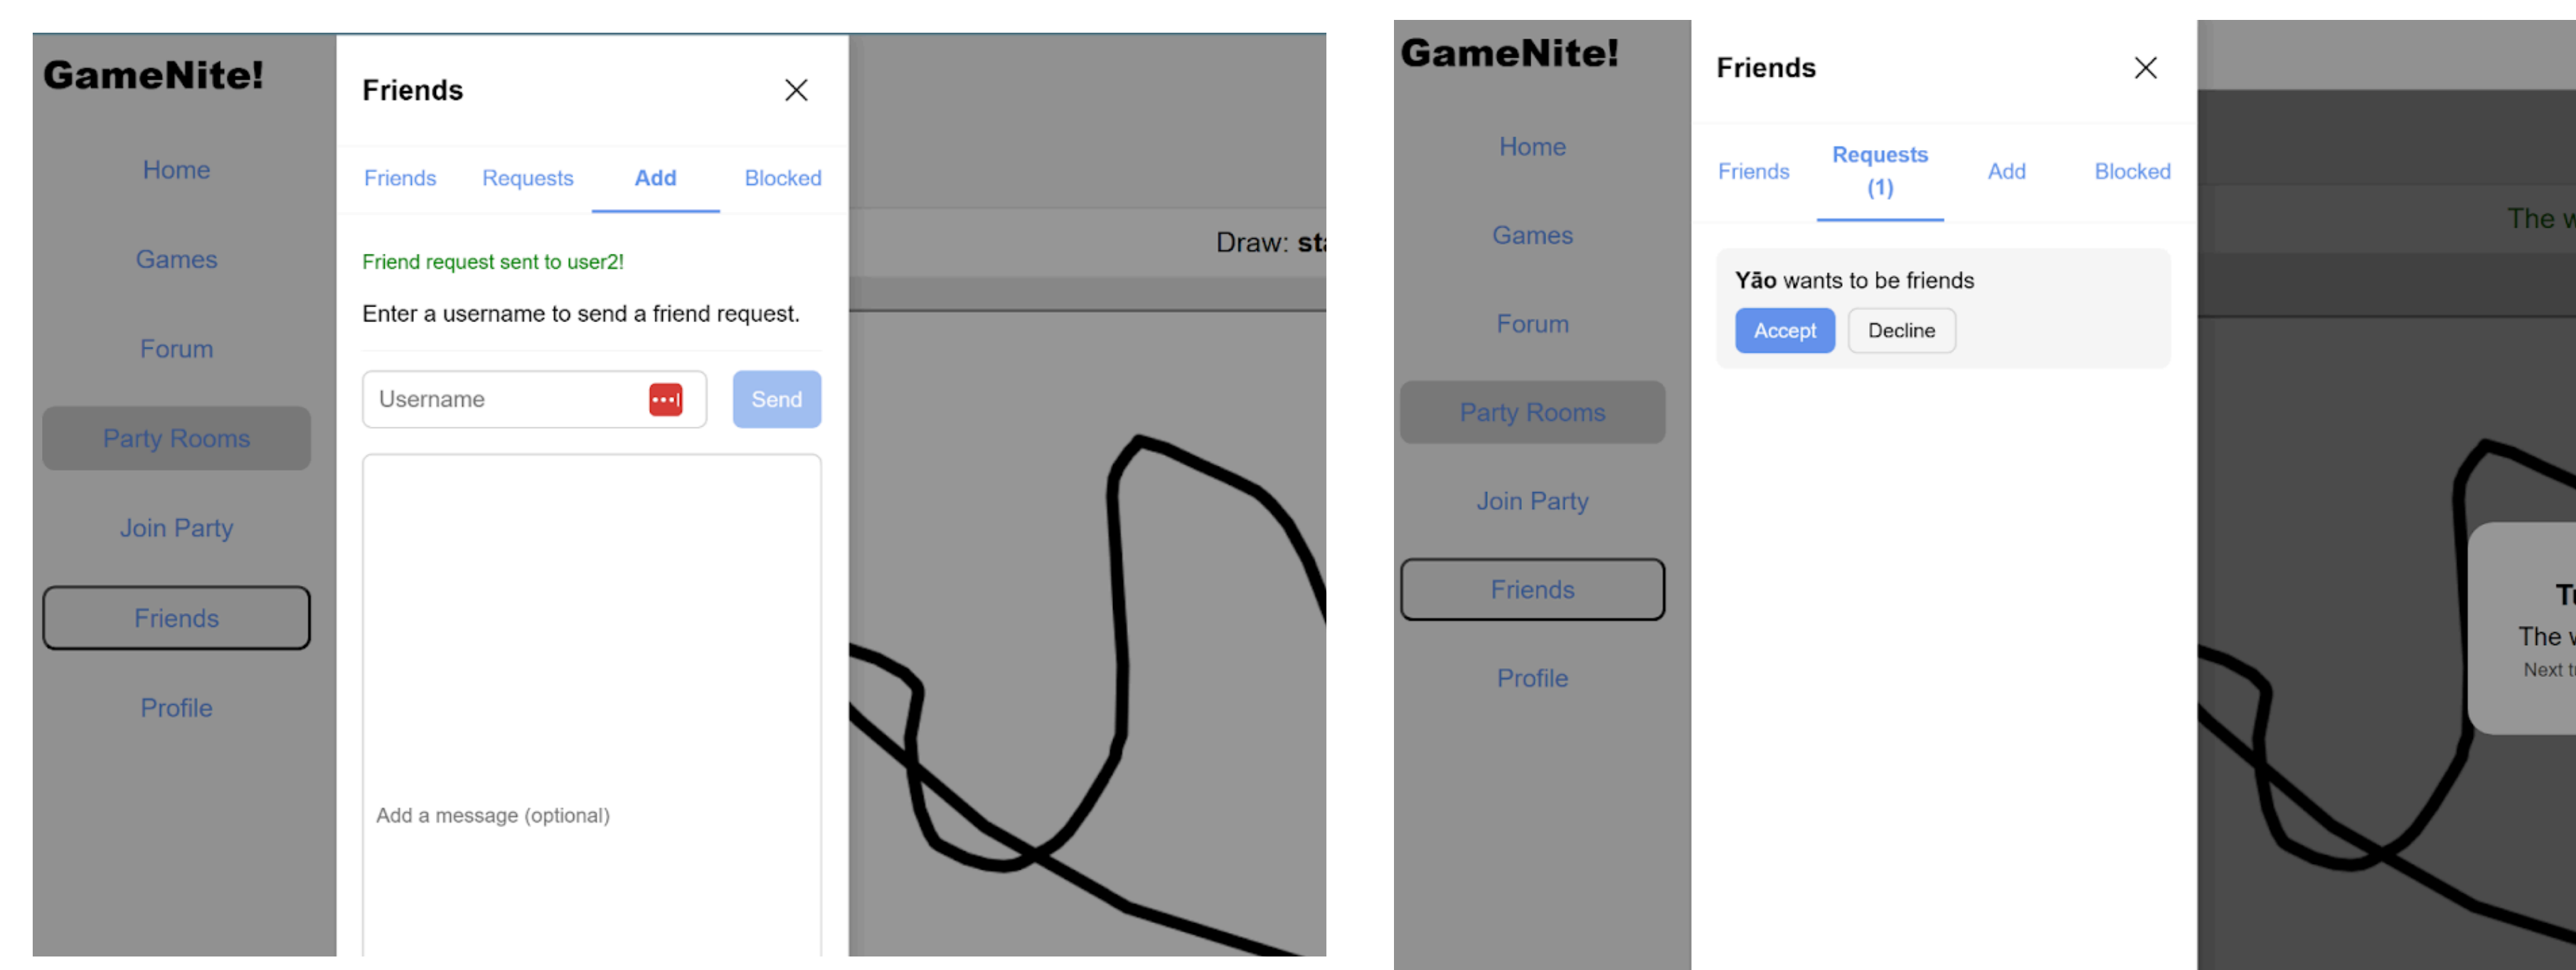 GameNite!
Home
Games
Forum
Party Rooms
Join Party
Friends
Profile
Friends
Friends Requests Add Blocked
Friend request sent to user2!
Enter a username to send a friend request.
Username
Send
Add a message (optional)
Draw:
GameNite!
Home
Games
Forum
Party Rooms
Join Party
Friends
Profile
Friends
Friends Requests (1) Add Blocked
Yāo wants to be friends
Accept Decline
The
The
Next